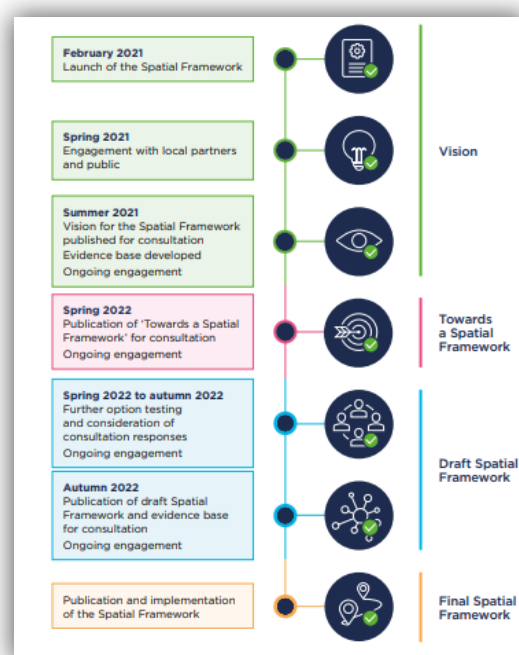 February 2021
Launch of the Spatial Framework
Spring 2021
Engagement with local partners
and public
Vision
Summer 2021
Vision for the Spatial Framework
published for consultation
Evidence base developed
Ongoing engagement
Spring 2022
Publication of ‘Towards a Spatial
Framework’ for consultation
Ongoing engagement
Towards
a Spatial
Framework
Spring 2022 to autumn 2022
Further option testing
and consideration of
consultation responses
Ongoing engagement
Draft Spatial
Framework
Autumn 2022
Publication of draft Spatial
Framework and evidence base
for consultation
Ongoing engagement
Publication and implementation
of the Spatial Framework
Final Spatial
Framework